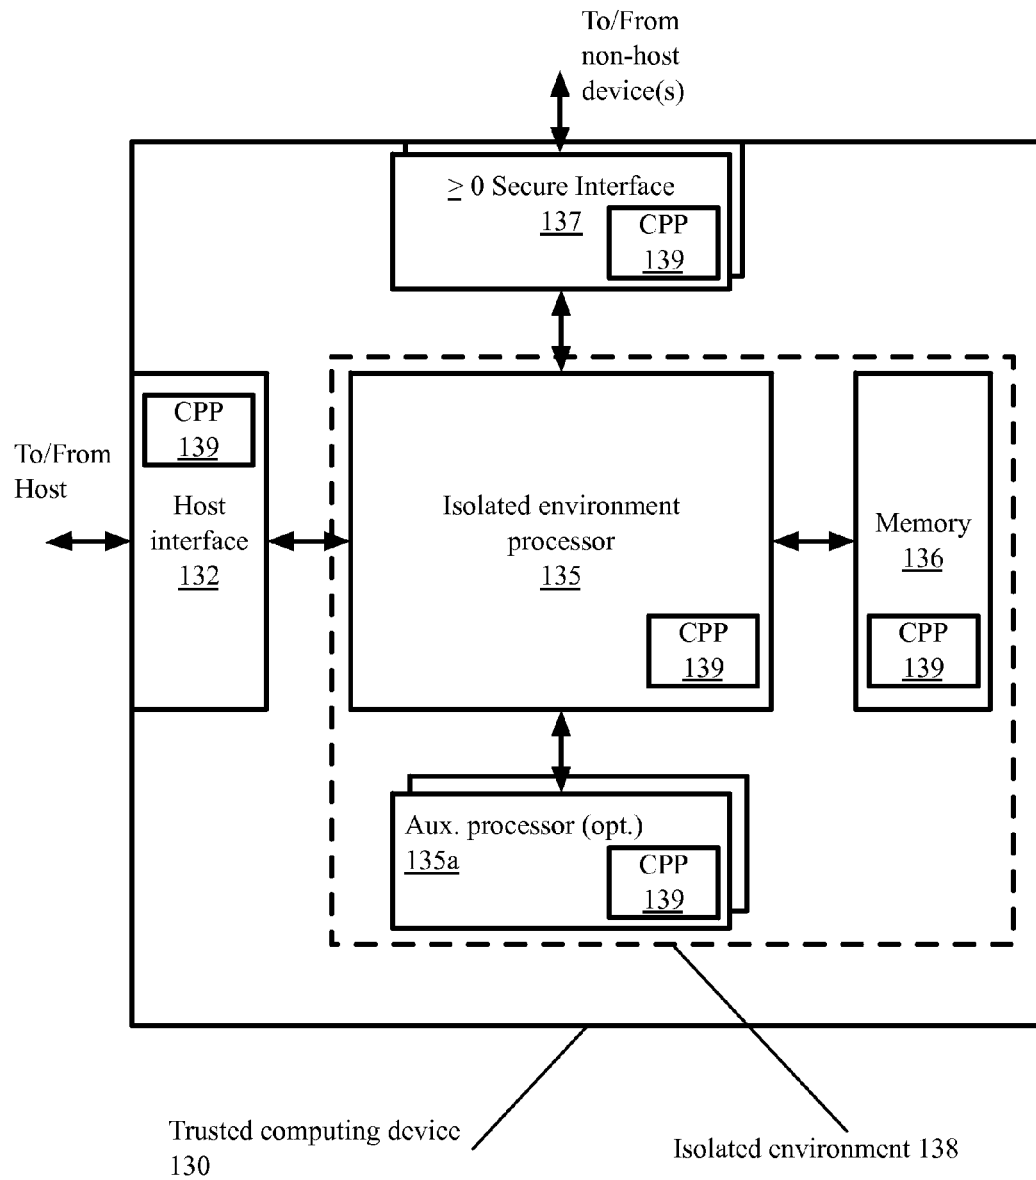 To/From
non-host
device(s)
≥ 0 Secure Interface
137
CPP
139
To/From
Host
CPP
139
Host
interface
132
Isolated environment
processor
135
CPP
139
Memory
136
CPP
139
Aux. processor (opt.)
135a
CPP
139
Trusted computing device
130
Isolated environment 138